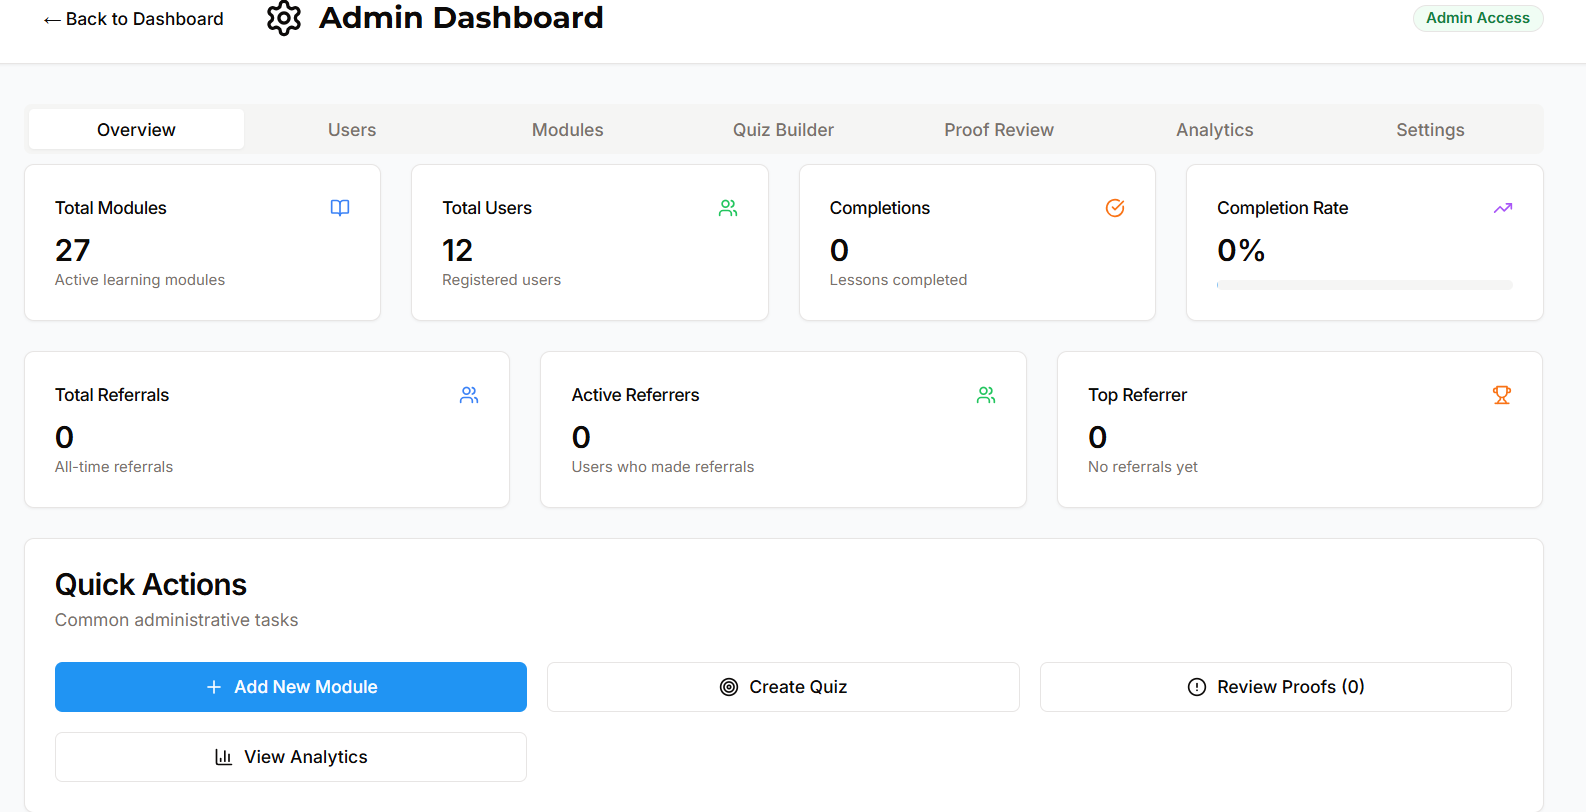 ← Back to Dashboard
Admin Dashboard
Admin Access
Overview
Users
Modules
Quiz Builder
Proof Review
Analytics
Settings
Total Modules
27
Active learning modules
Total Users
12
Registered users
Completions
0
Lessons completed
Completion Rate
0%
Total Referrals
0
All-time referrals
Active Referrers
0
Users who made referrals
Top Referrer
0
No referrals yet
Quick Actions
Common administrative tasks
+ Add New Module
Create Quiz
Review Proofs (0)
View Analytics